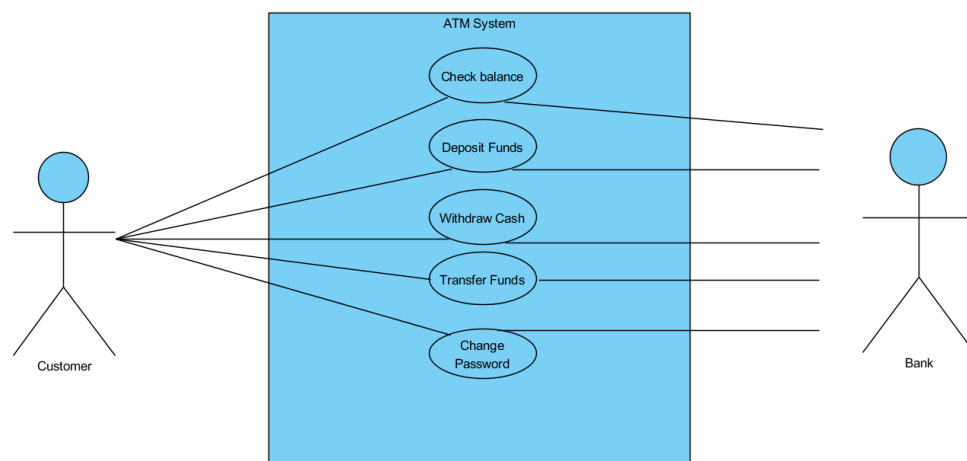 ATM System
Check balance
Deposit Funds
Withdraw Cash
Transfer Funds
Change
Password
Customer
Bank